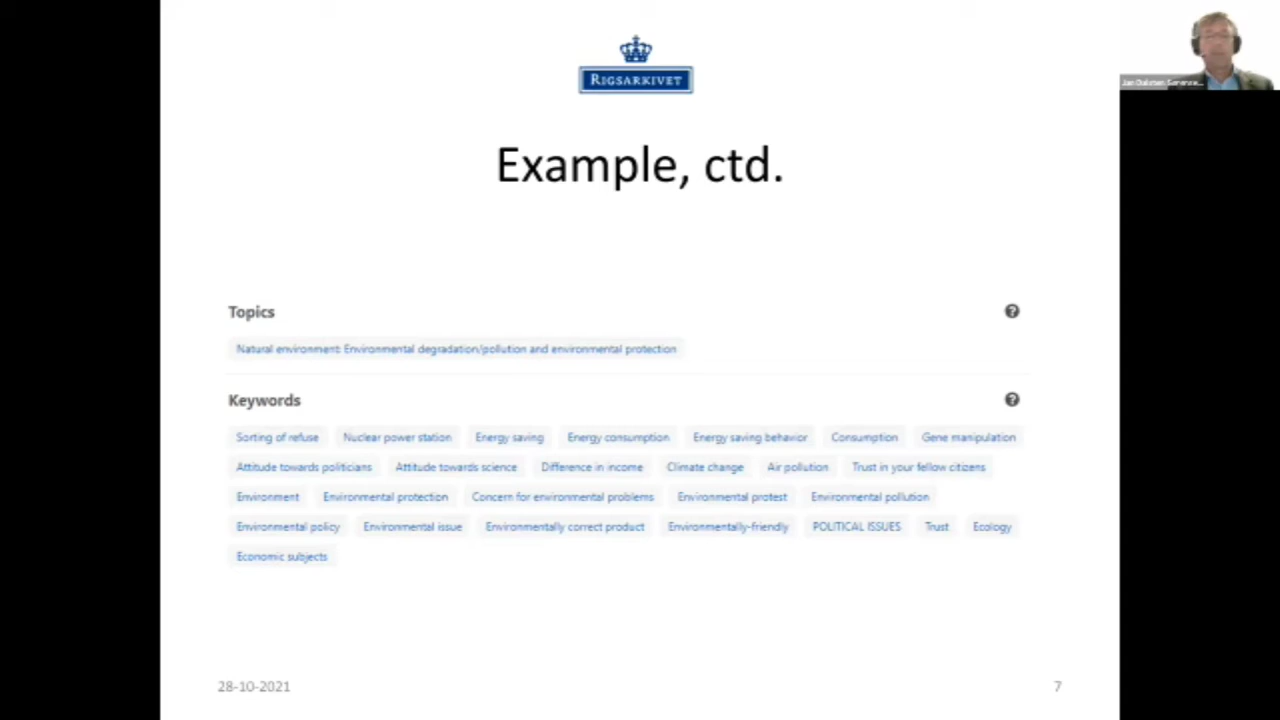 RIGSARKIVET
Example, ctd.
Topics
Natural environment: Environmental degradation/pollution and environmental protection
Keywords
Sorting of refuse Nuclear power station Energy saving Energy consumption Energy saving behavior Consumption Gene manipulation
Attitude towards politicians Attitude towards science Difference in income Climate change Air pollution Trust in your fellow citizens
Environment Environmental protection Concern for environmental problems Environmental protest Environmental pollution
Environmental policy Environmental issue Environmentally correct product Environmentally-friendly POLITICAL ISSUES Trust Ecology
Economic subjects
28-10-2021
7